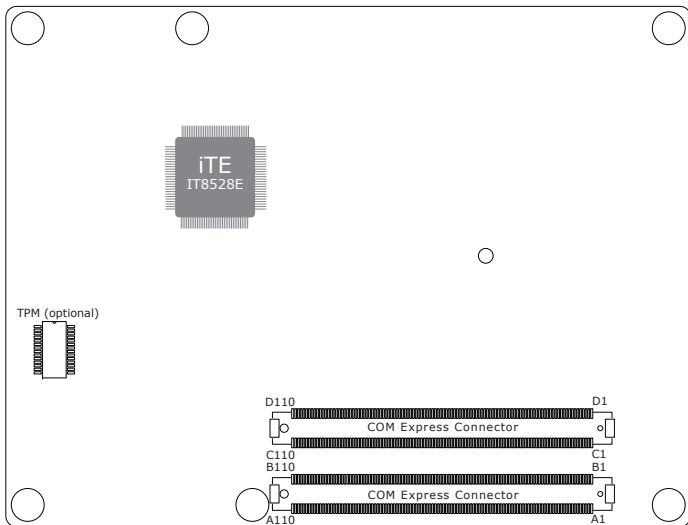 iTE
IT8528E
TPM (optional)
D110
D1
COM Express Connector
C110
C1
B110
B1
COM Express Connector
A110
A1